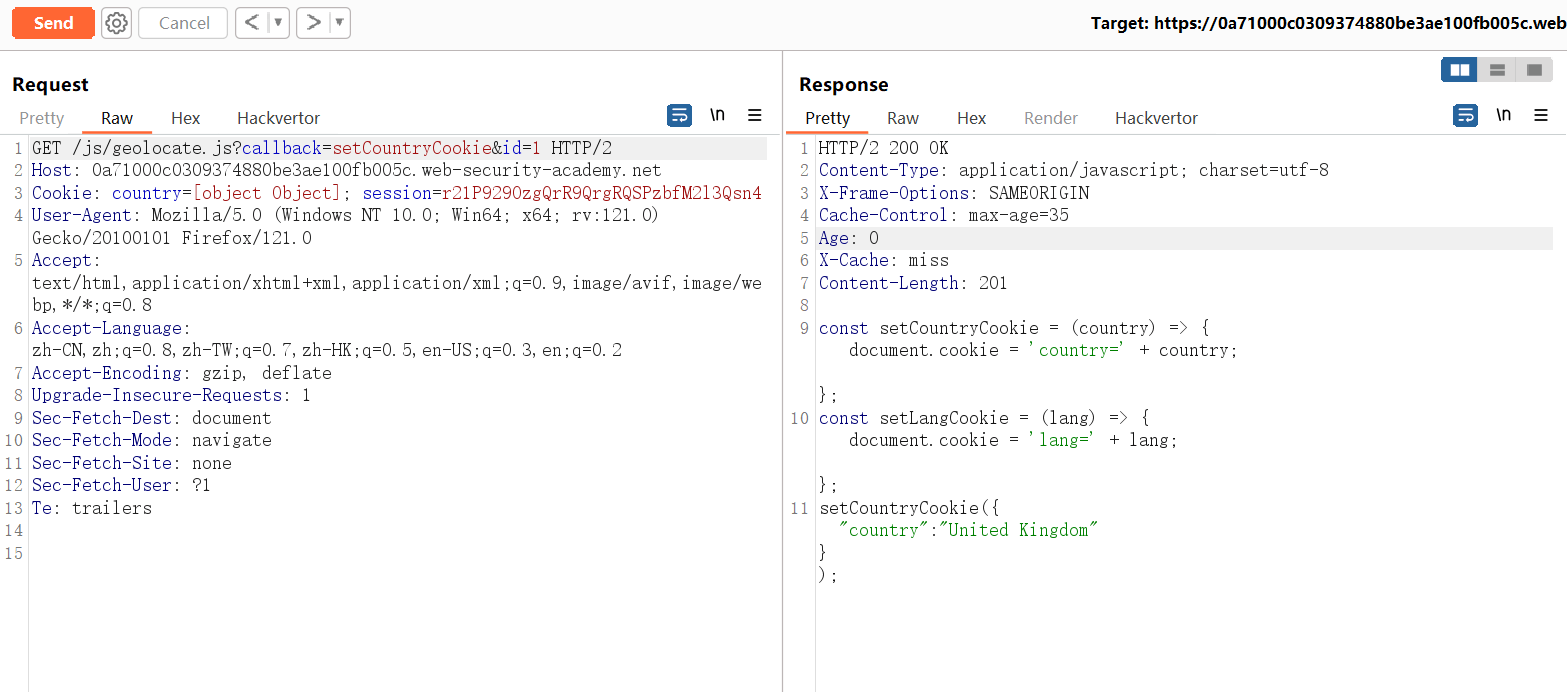 Send
Cancel
<
>
Target: https://0a71000c0309374880be3ae100fb005c.web
Request
Pretty Raw Hex Hackvertor
\n
1 GET /js/geolocate.js?callback=setCountryCookie&id=1 HTTP/2
2 Host: 0a71000c0309374880be3ae100fb005c.web-security-academy.net
3 Cookie: country=[object Object]; session=r21P929OzgQrR9QrgRQSPzbfM2l3Qsn4
4 User-Agent: Mozilla/5.0 (Windows NT 10.0; Win64; x64; rv:121.0)
Gecko/20100101 Firefox/121.0
5 Accept:
text/html,application/xhtml+xml,application/xml;q=0.9,image/avif,image/we
bp,*/*;q=0.8
6 Accept-Language:
zh-CN,zh;q=0.8,zh-TW;q=0.7,zh-HK;q=0.5,en-US;q=0.3,en;q=0.2
7 Accept-Encoding: gzip, deflate
8 Upgrade-Insecure-Requests: 1
9 Sec-Fetch-Dest: document
10 Sec-Fetch-Mode: navigate
11 Sec-Fetch-Site: none
12 Sec-Fetch-User: ?1
13 Te: trailers
14
15
Response
Pretty Raw Hex Render Hackvertor
\n
1 HTTP/2 200 OK
2 Content-Type: application/javascript; charset=utf-8
3 X-Frame-Options: SAMEORIGIN
4 Cache-Control: max-age=35
5 Age: 0
6 X-Cache: miss
7 Content-Length: 201
8
9 const setCountryCookie = (country) => {
document.cookie = 'country=' + country;
};
10 const setLangCookie = (lang) => {
document.cookie = 'lang=' + lang;
};
11 setCountryCookie({
"country":"United Kingdom"
}
);